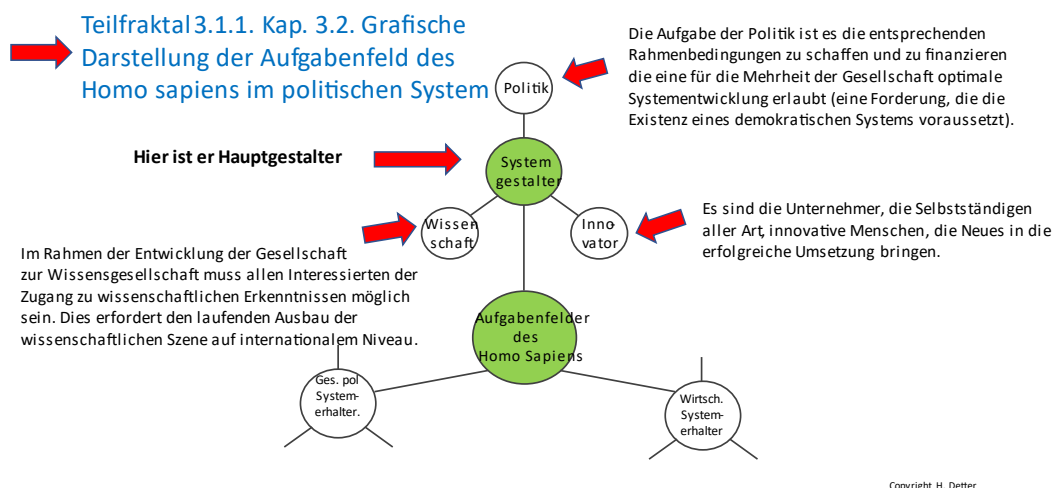 Teilfraktal 3.1.1. Kap. 3.2. Grafische
Darstellung der Aufgabenfeld des
Homo sapiens im politischen System
Die Aufgabe der Politik ist es die entsprechenden
Rahmenbedingungen zu schaffen und zu finanzieren
die eine für die Mehrheit der Gesellschaft optimale
Systementwicklung erlaubt (eine Forderung, die die
Existenz eines demokratischen Systems voraussetzt).
Politik
Hier ist er Hauptgestalter
System
gestalter
Wissen
schaft
Inno-
vator
Es sind die Unternehmer, die Selbstständigen
aller Art, innovative Menschen, die Neues in die
erfolgreiche Umsetzung bringen.
Im Rahmen der Entwicklung der Gesellschaft
zur Wissensgesellschaft muss allen Interessierten der
Zugang zu wissenschaftlichen Erkenntnissen möglich
sein. Dies erfordert den laufenden Ausbau der
wissenschaftlichen Szene auf internationalem Niveau.
Aufgabenfelder
des
Homo Sapiens
Ges. pol
System-
erhalter.
Wirtsch.
System-
erhalter
Copyright H. Detter